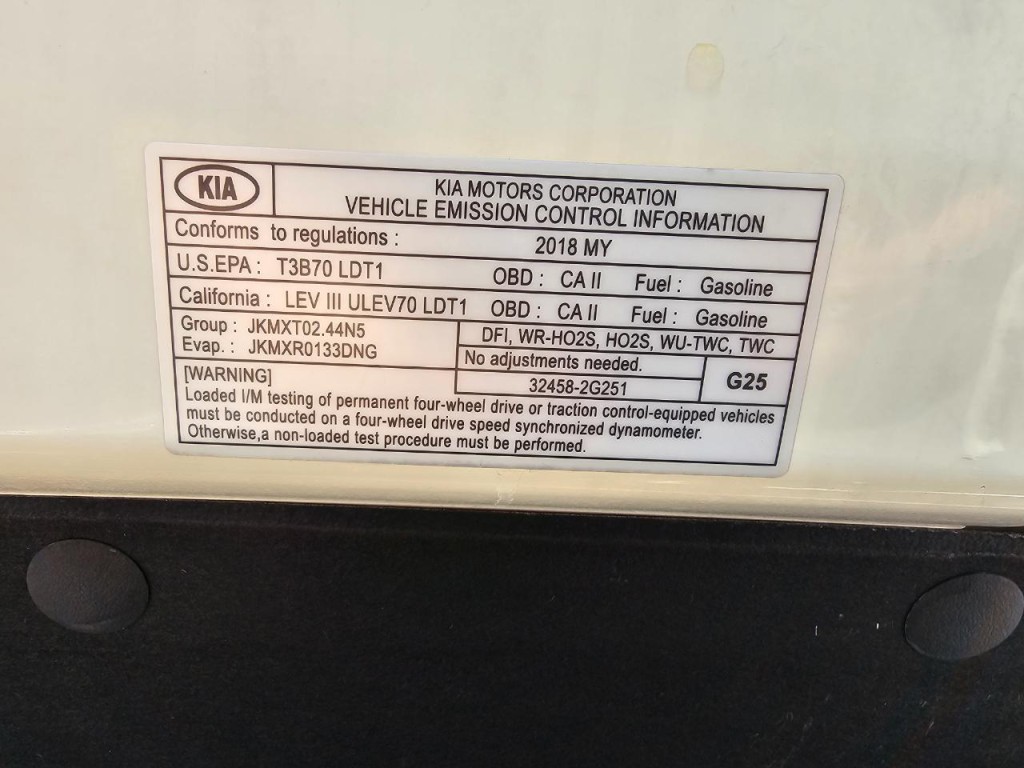 KIA
KIA MOTORS CORPORATION
VEHICLE EMISSION CONTROL INFORMATION
Conforms to regulations : 2018 MY
U.S.EPA : T3B70 LDT1 OBD : CA II Fuel : Gasoline
California : LEV III ULEV70 LDT1 OBD : CA II Fuel : Gasoline
Group : JKMXT02.44N5
Evap. : JKMXR0133DNG
DFI, WR-HO2S, HO2S, WU-TWC, TWC
No adjustments needed.
32458-2G251
G25
[WARNING]
Loaded I/M testing of permanent four-wheel drive or traction control-equipped vehicles
must be conducted on a four-wheel drive speed synchronized dynamometer.
Otherwise,a non-loaded test procedure must be performed.